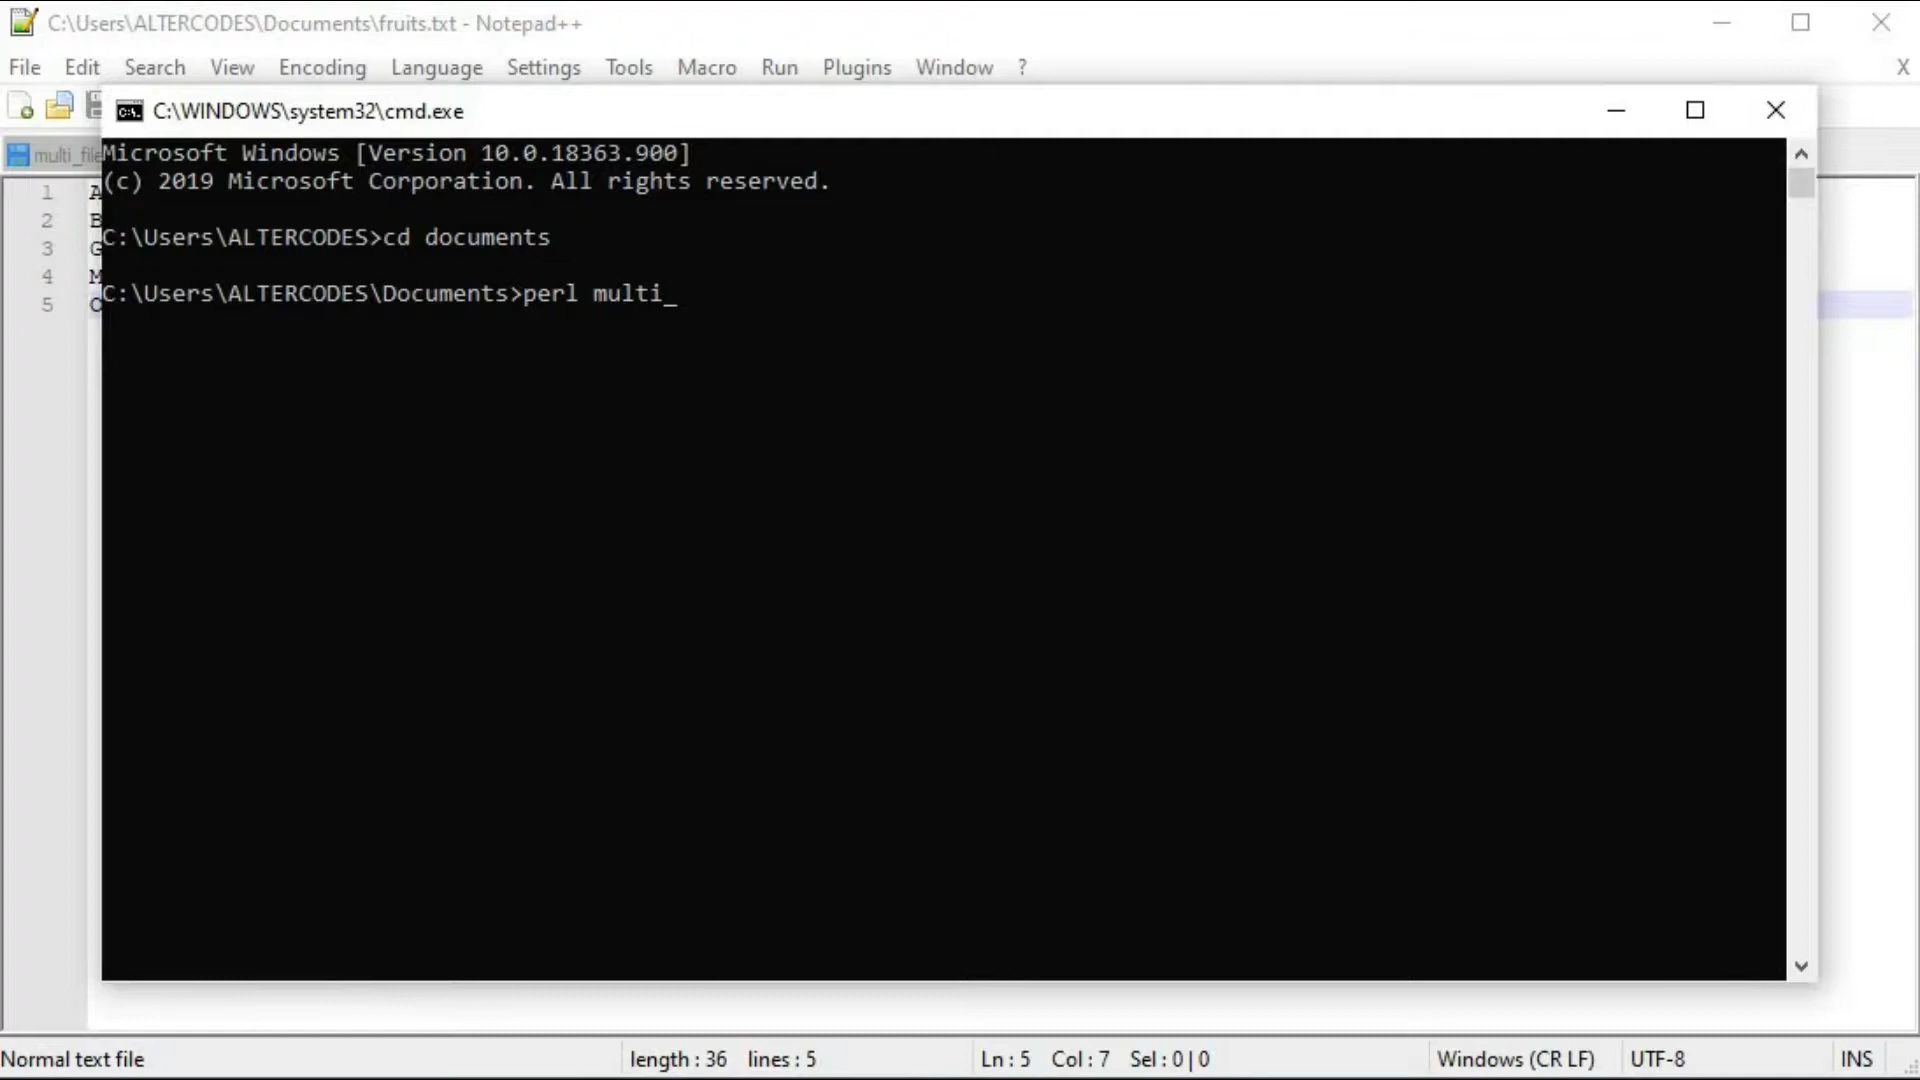 C:\Users\ALTERCODES\Documents\fruits.txt - Notepad++
File Edit Search View Encoding Language Settings Tools Macro Run Plugins Window ? X
C:\WINDOWS\system32\cmd.exe
multi_file
Microsoft Windows [Version 10.0.18363.900]
(c) 2019 Microsoft Corporation. All rights reserved.
C:\Users\ALTERCODES>cd documents
C:\Users\ALTERCODES\Documents>perl multi_
1 A
2 B
3 G
4 M
5 O
Normal text file length : 36 lines : 5 Ln : 5 Col : 7 Sel : 0 | 0 Windows (CR LF) UTF-8 INS